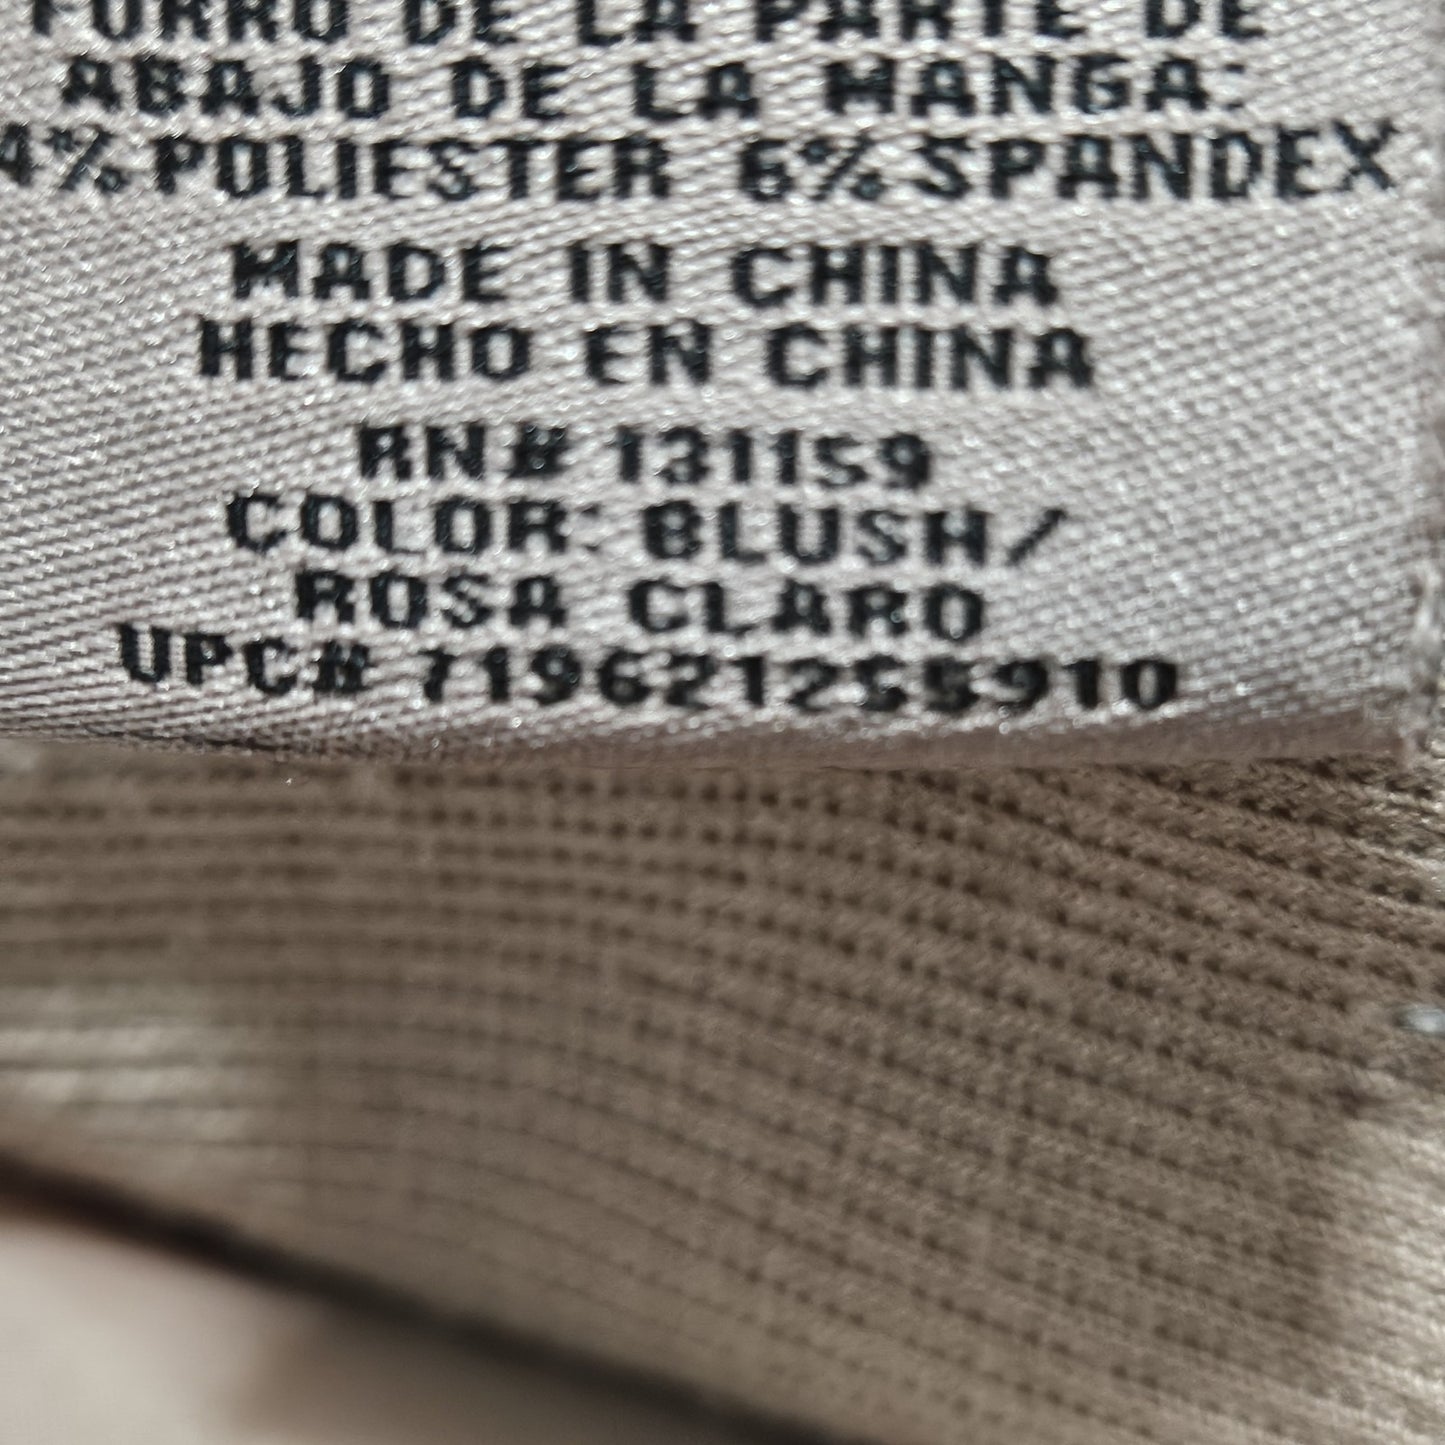 FORRO DE LA PARTE DE
ABAJO DE LA MANGA:
4% POLIESTER 6% SPANDEX
MADE IN CHINA
HECHO EN CHINA
RN# 131159
COLOR: BLUSH/
ROSA CLARO
UPC# 719621255910